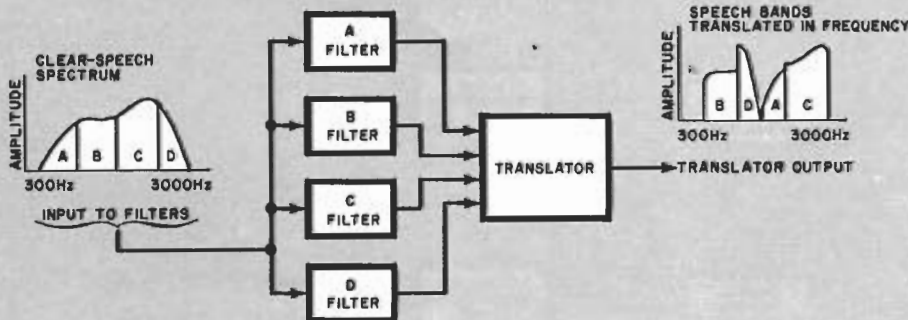 CLEAR-SPEECH
SPECTRUM
AMPLITUDE
A B C D
300Hz 3000Hz
INPUT TO FILTERS
A
FILTER
B
FILTER
C
FILTER
D
FILTER
TRANSLATOR
SPEECH BANDS
TRANSLATED IN FREQUENCY
AMPLITUDE
B D A C
300Hz 3000Hz
TRANSLATOR OUTPUT